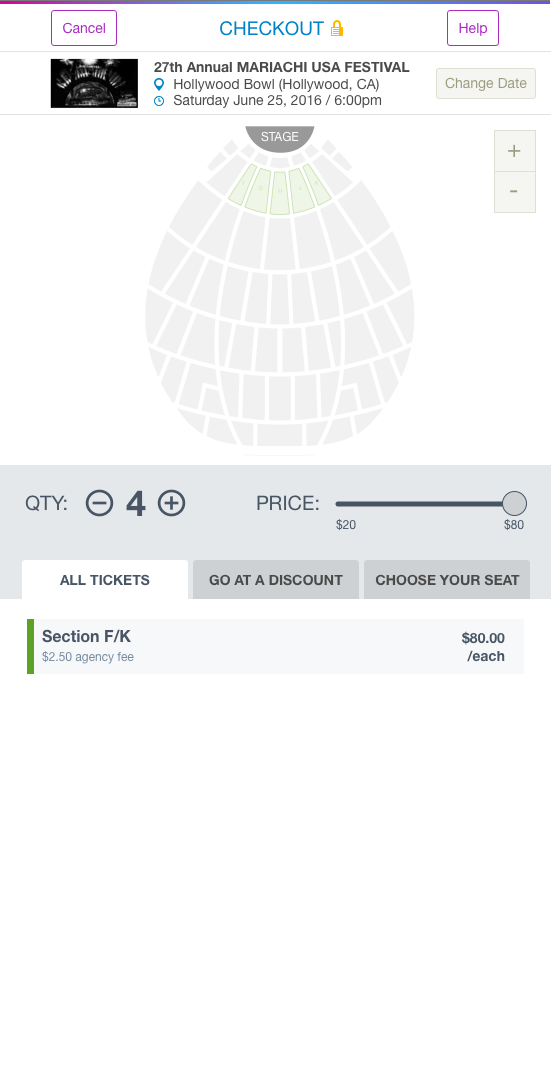 Cancel
CHECKOUT
Help
27th Annual MARIACHI USA FESTIVAL
Hollywood Bowl (Hollywood, CA)
Saturday June 25, 2016 / 6:00pm
Change Date
STAGE
+
-
QTY:
4
PRICE:
$20
$80
ALL TICKETS
GO AT A DISCOUNT
CHOOSE YOUR SEAT
Section F/K
$2.50 agency fee
$80.00
/each